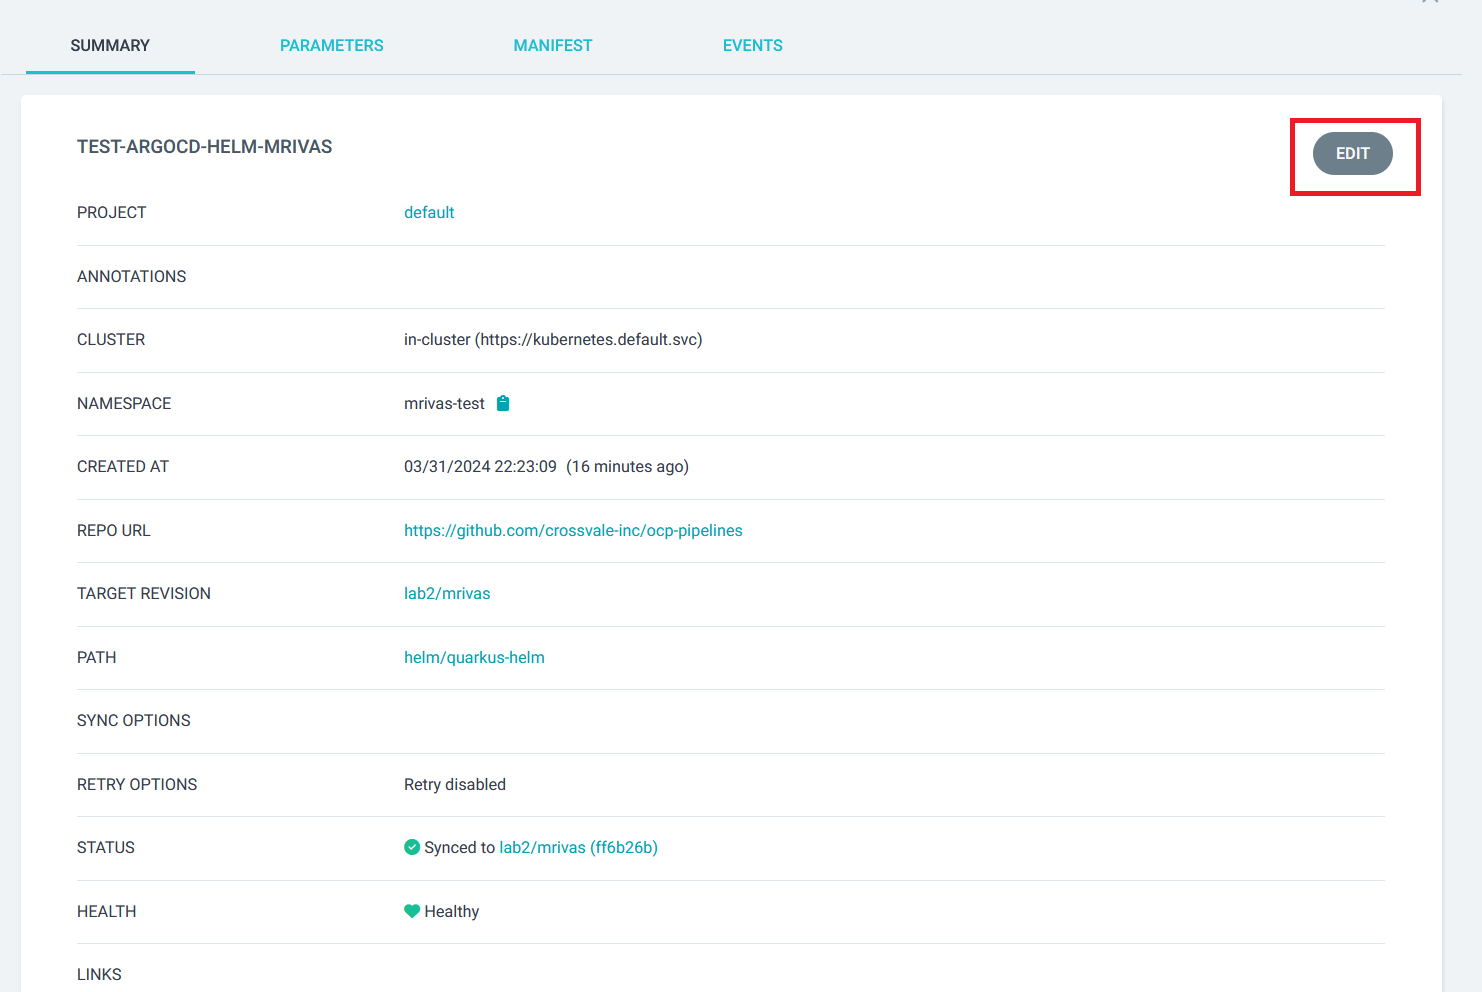 SUMMARY PARAMETERS MANIFEST EVENTS
TEST-ARGOCD-HELM-MRIVAS
EDIT
PROJECT default
ANNOTATIONS
CLUSTER in-cluster (https://kubernetes.default.svc)
NAMESPACE mrivas-test
CREATED AT 03/31/2024 22:23:09 (16 minutes ago)
REPO URL https://github.com/crossvale-inc/ocp-pipelines
TARGET REVISION lab2/mrivas
PATH helm/quarkus-helm
SYNC OPTIONS
RETRY OPTIONS Retry disabled
STATUS Synced to lab2/mrivas (ff6b26b)
HEALTH Healthy
LINKS